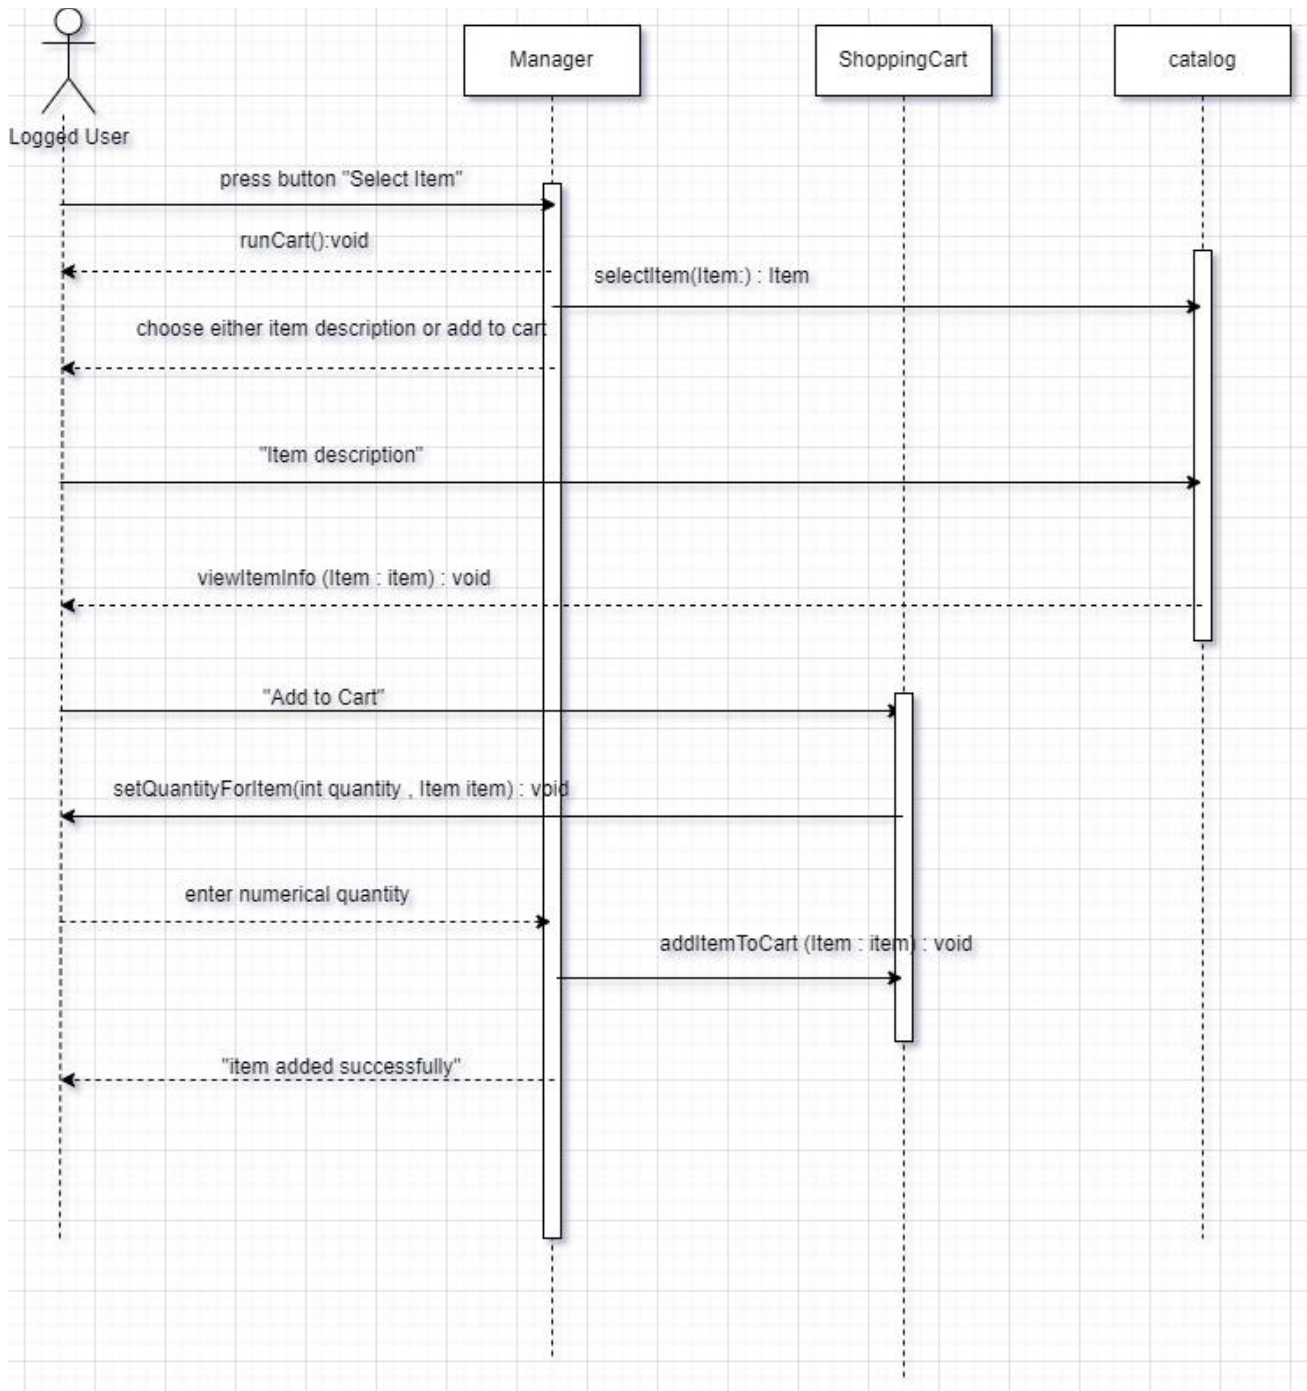 Manager
ShoppingCart
catalog
Logged User
press button "Select Item"
runCart():void
selectItem(Item:) : Item
choose either item description or add to cart
"Item description"
viewItemInfo (Item : item) : void
"Add to Cart"
setQuantityForItem(int quantity , Item item) : void
enter numerical quantity
addItemToCart (Item : item) : void
"item added successfully"